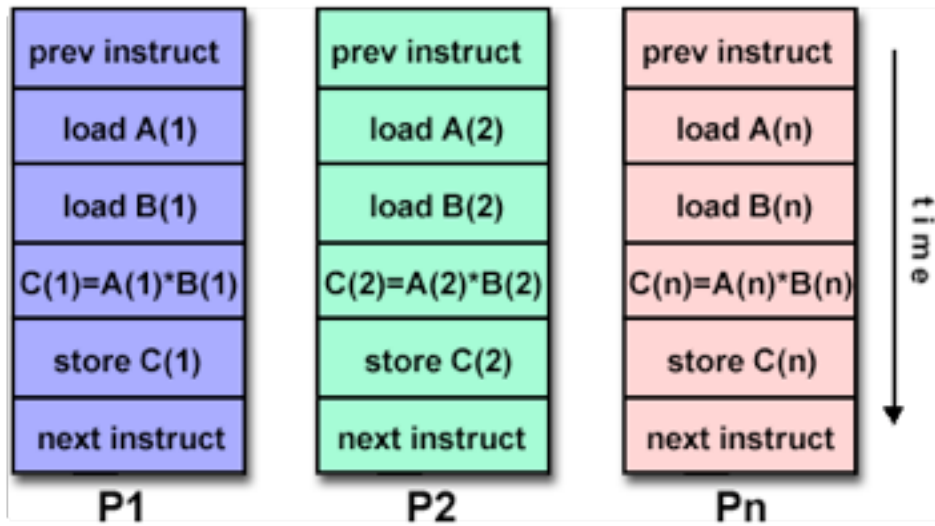 prev instruct
load A(1)
load B(1)
C(1)=A(1)*B(1)
store C(1)
next instruct
P1
prev instruct
load A(2)
load B(2)
C(2)=A(2)*B(2)
store C(2)
next instruct
P2
prev instruct
load A(n)
load B(n)
C(n)=A(n)*B(n)
store C(n)
next instruct
Pn
time